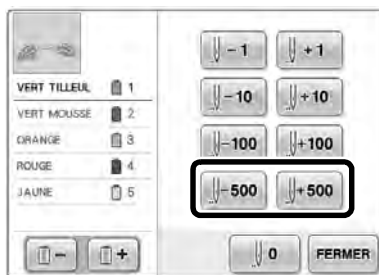 VERT TILLEUL 1
VERT MOUSSE 2
ORANGE 3
ROUGE 4
JAUNE 5
-1 +1
-10 +10
-100 +100
-500 +500
- + 0 FERMER